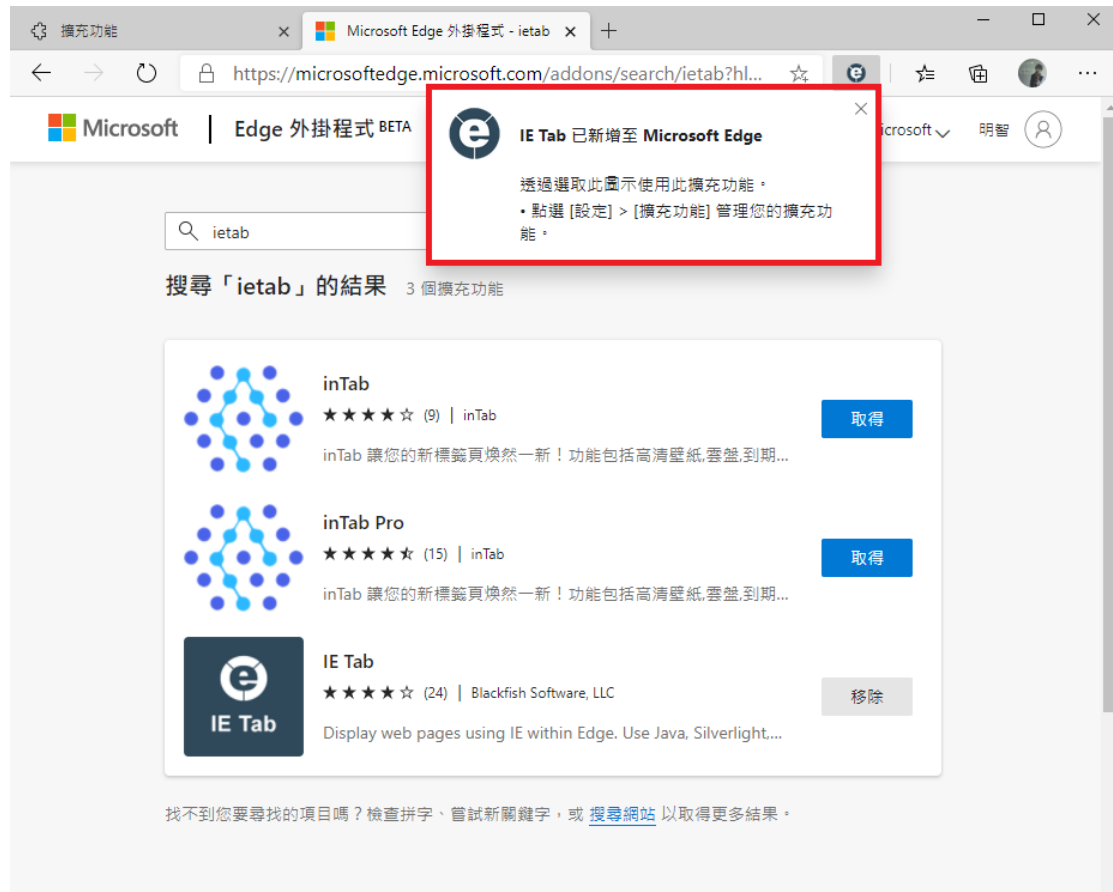 擴充功能
Microsoft Edge 外掛程式 - ietab
https://microsoftedge.microsoft.com/addons/search/ietab?hl...
Microsoft | Edge 外掛程式 BETA
icrosoft
明智
IE Tab 已新增至 Microsoft Edge
透過選取此圖示使用此擴充功能。
• 點選 [設定] > [擴充功能] 管理您的擴充功
能。
ietab
搜尋「ietab」的結果 3 個擴充功能
inTab
(9) | inTab
取得
inTab 讓您的新標籤頁煥然一新！功能包括高清壁紙,雲盤,到期...
inTab Pro
(15) | inTab
取得
inTab 讓您的新標籤頁煥然一新！功能包括高清壁紙,雲盤,到期...
IE Tab
IE Tab
(24) | Blackfish Software, LLC
移除
Display web pages using IE within Edge. Use Java, Silverlight,...
找不到您要尋找的項目嗎？檢查拼字、嘗試新關鍵字，或 搜尋網站 以取得更多結果。